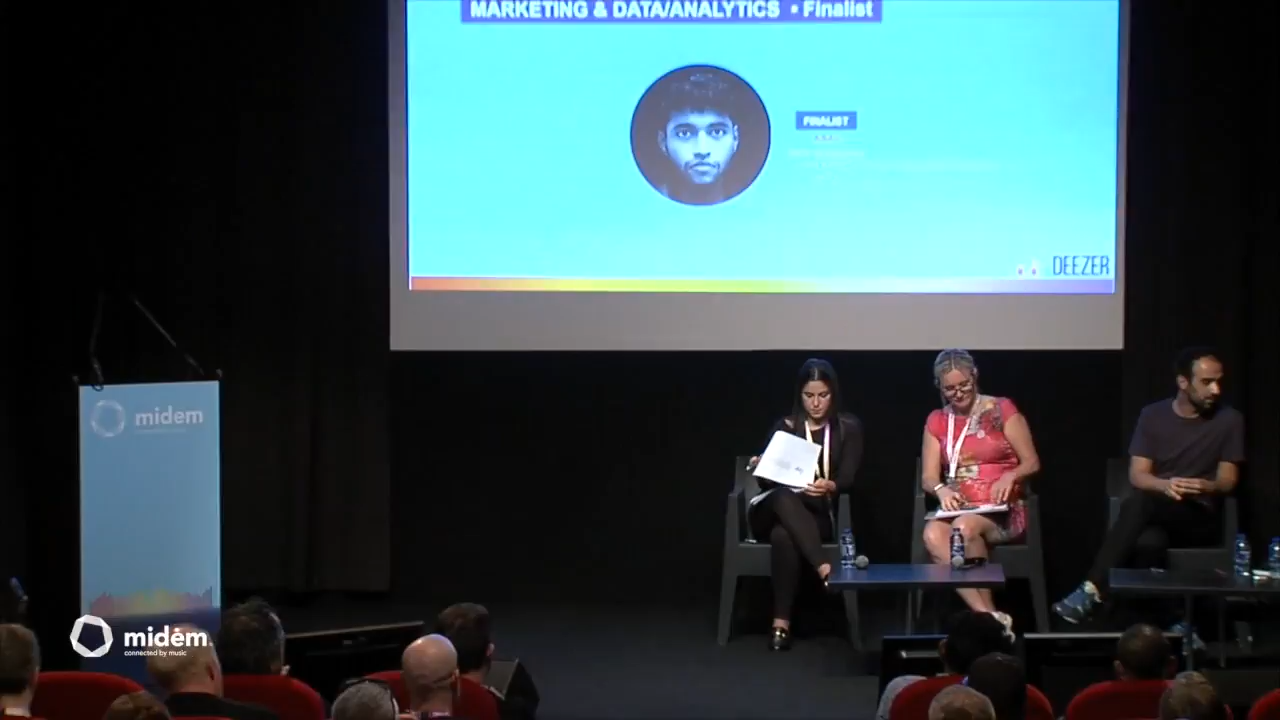 MARKETING & DATA/ANALYTICS • Finalist
FINALIST
DEEZER
midem
midem
connected by music